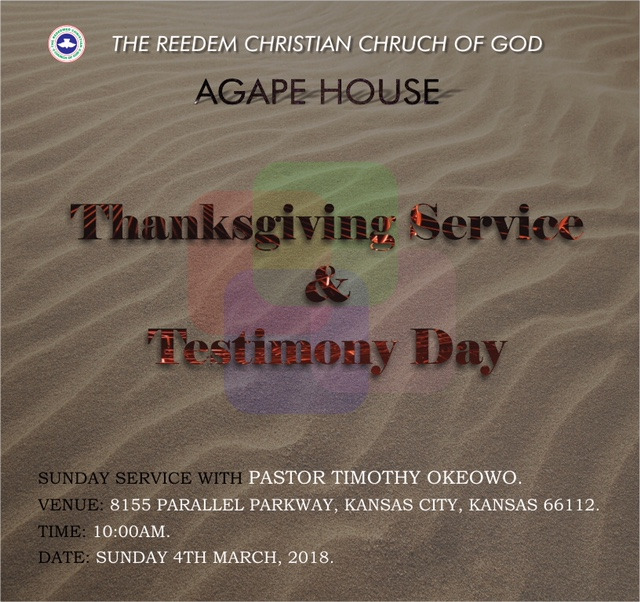 THE REEDEM CHRISTIAN CHRUCH OF GOD
AGAPE HOUSE
Thanksgiving Service
&
Testimony Day
SUNDAY SERVICE WITH PASTOR TIMOTHY OKEOWO.
VENUE: 8155 PARALLEL PARKWAY, KANSAS CITY, KANSAS 66112.
TIME: 10:00AM.
DATE: SUNDAY 4TH MARCH, 2018.